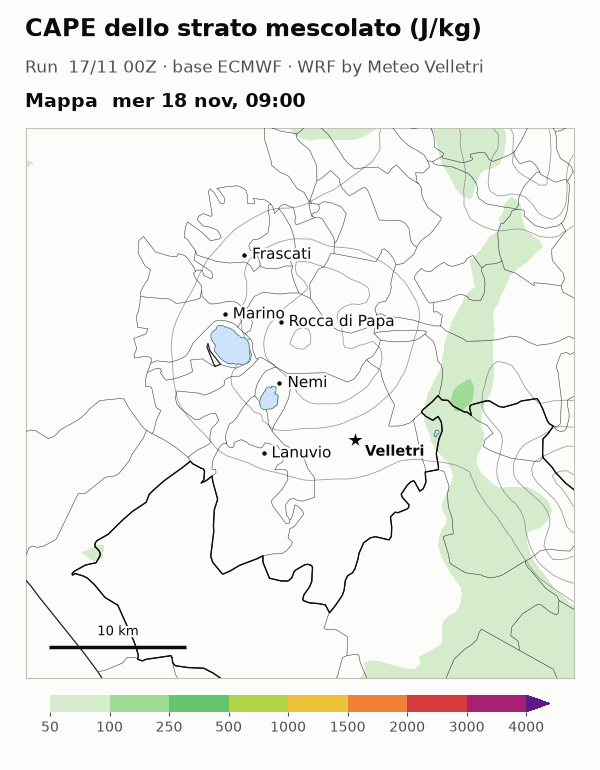 CAPE dello strato mescolato (J/kg)
Run  17/11 00Z · base ECMWF · WRF by Meteo Velletri
Mappa  mer 18 nov, 09:00
Frascati
Marino
Rocca di Papa
Nemi
Velletri
Lanuvio
10 km
50 100 250 500 1000 1500 2000 3000 4000